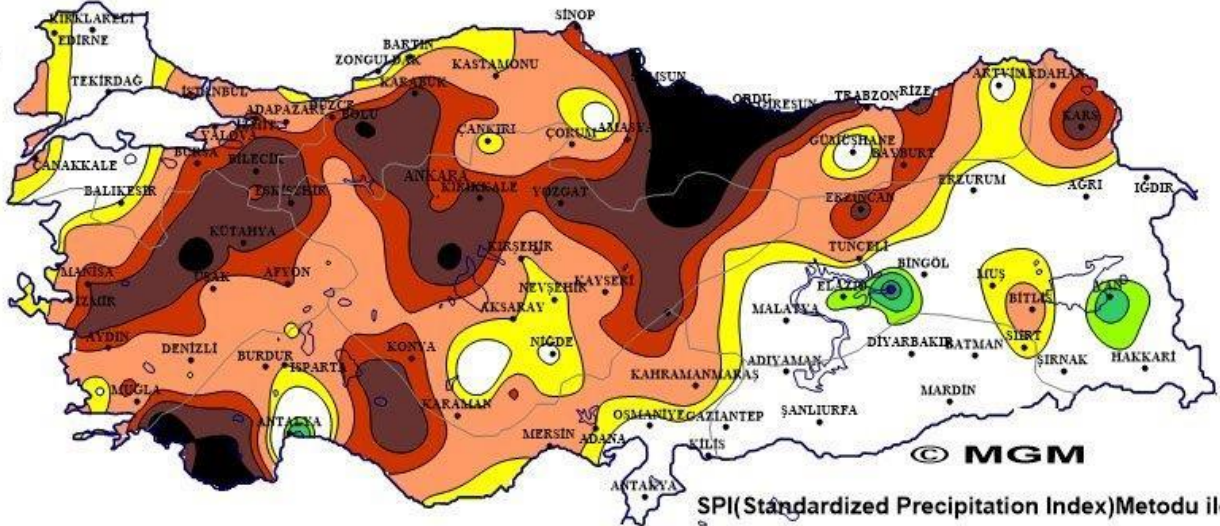 SİNOP
KIRKLARELİ
EDİRNE
BARTIN
ZONGULDAK
KASTAMONU
TEKİRDAĞ
KARABÜK
İSTANBUL
ARTVİN
ARDAHAN
ORDU
TRABZON
RİZE
ADAPAZARI
BOLU
KARS
YALOVA
ÇANKIRI
ÇORUM
GÜMÜŞHANE
ÇANAKKALE
BURSA
BİLECİK
BAYBURT
ANKARA
BALIKESİR
ESKİŞEHİR
KIRIKKALE
YOZGAT
ERZURUM
AĞRI
IĞDIR
ERZİNCAN
KÜTAHYA
KIRŞEHİR
TUNCELİ
MANİSA
UŞAK
AFYON
BİNGÖL
MUŞ
İZMİR
NEVŞEHİR
KAYSERİ
ELAZIĞ
VAN
AKSARAY
BİTLİS
MALATYA
AYDIN
DENİZLİ
KONYA
NİĞDE
DİYARBAKIR
BATMAN
SİİRT
BURDUR
ISPARTA
ADIYAMAN
ŞIRNAK
HAKKARİ
KAHRAMANMARAŞ
MUĞLA
MARDİN
KARAMAN
ANTALYA
OSMANİYE
GAZİANTEP
ŞANLIURFA
MERSİN
ADANA
KİLİS
© MGM
ANTAKYA
SPI(Standardized Precipitation Index)Metodu il